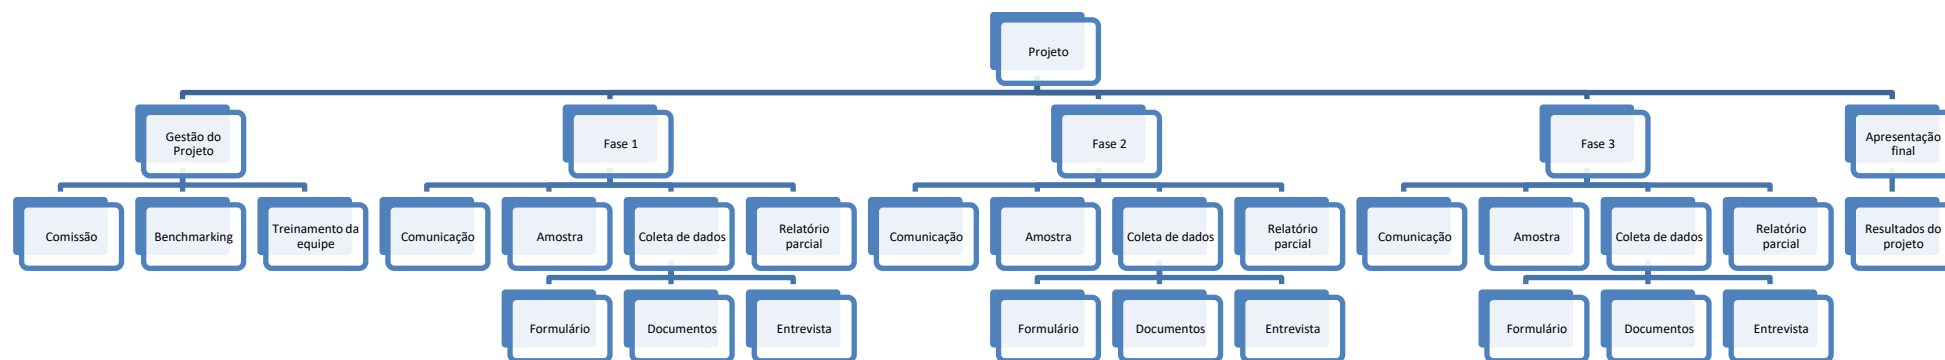 Projeto
Gestão do
Projeto
Fase 1
Fase 2
Fase 3
Apresentação
final
Comissão
Benchmarking
Treinamento da
equipe
Comunicação
Amostra
Coleta de dados
Relatório
parcial
Comunicação
Amostra
Coleta de dados
Relatório
parcial
Comunicação
Amostra
Coleta de dados
Relatório
parcial
Resultados do
projeto
Formulário
Documentos
Entrevista
Formulário
Documentos
Entrevista
Formulário
Documentos
Entrevista